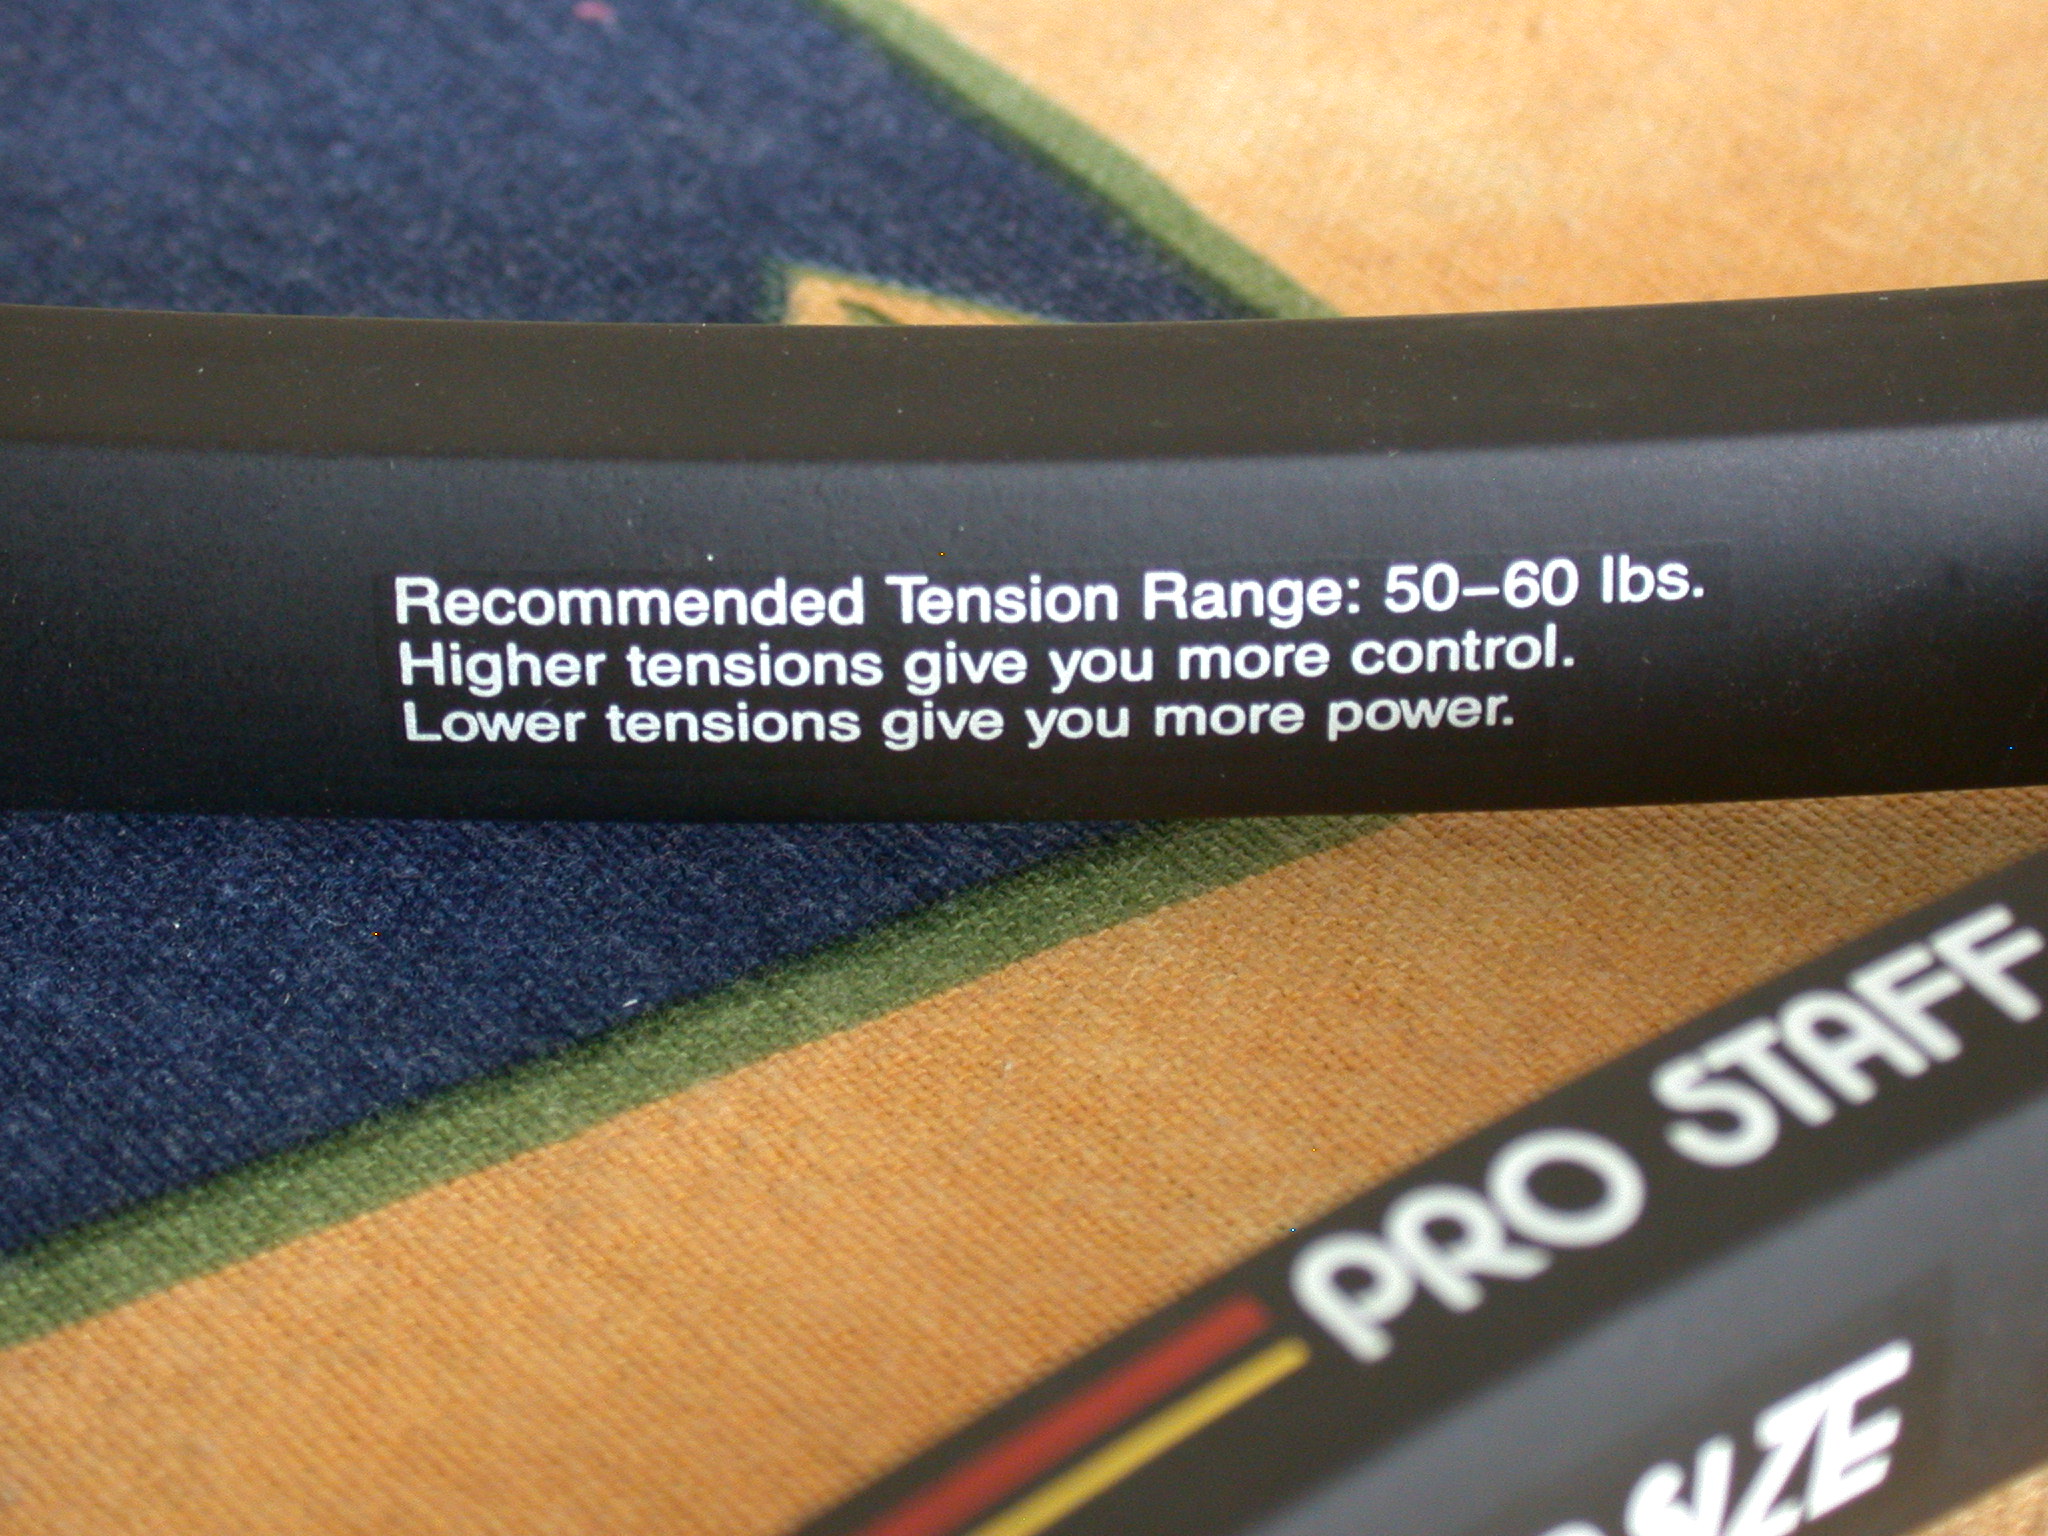 Recommended Tension Range: 50–60 lbs.
Higher tensions give you more control.
Lower tensions give you more power.
PRO STAFF